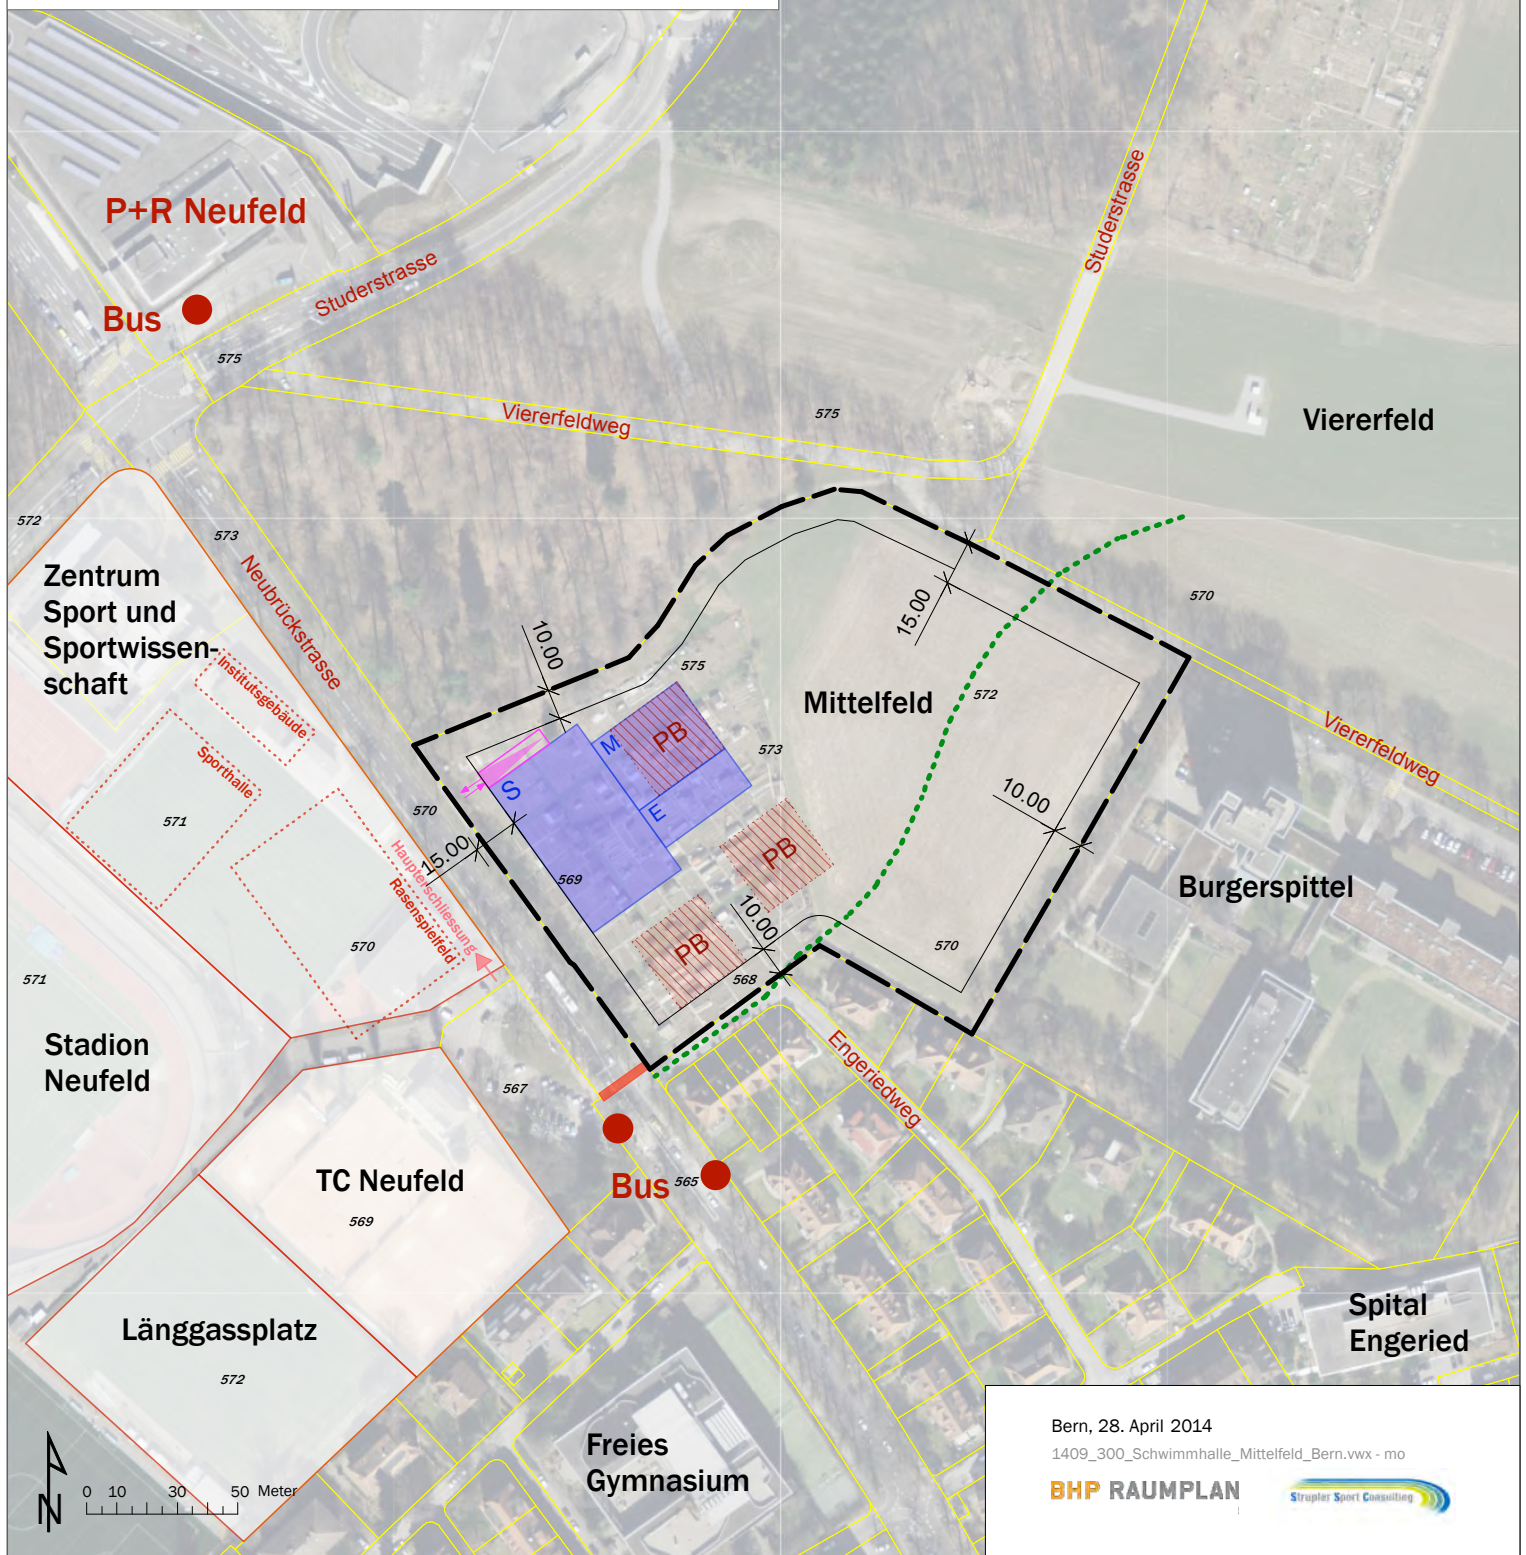 P+R Neufeld
Bus
575
Studerstrasse
Studerstrasse
Viererfeldweg
575
Viererfeld
572
573
Neubrückstrasse
Zentrum
Sport und
Sportwissen-
schaft
Institutsgebäude
Sporthalle
571
570
Rasenspielfeld
Haupterschliessung
10.00
15.00
575
Mittelfeld
572
573
570
Viererfeldweg
PB
M
S
E
570
15.00
569
PB
10.00
PB
10.00
568
570
Burgerspittel
571
Stadion
Neufeld
567
Engeriedweg
TC Neufeld
569
Bus
565
Länggassplatz
572
Spital
Engeried
Freies
Gymnasium
N
0 10 30 50 Meter
Bern, 28. April 2014
1409_300_Schwimmhalle_Mittelfeld_Bern.vwx - mo
BHP RAUMPLAN
Strupler Sport Consulting